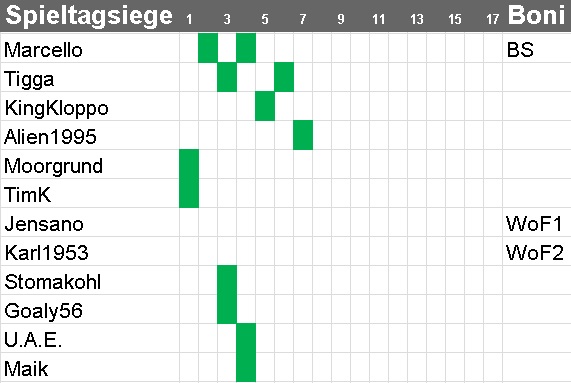 Spieltagsiege 1 3 5 7 9 11 13 15 17 Boni
Marcello BS
Tigga
KingKloppo
Alien1995
Moorgrund
TimK
Jensano WoF1
Karl1953 WoF2
Stomakohl
Goaly56
U.A.E.
Maik